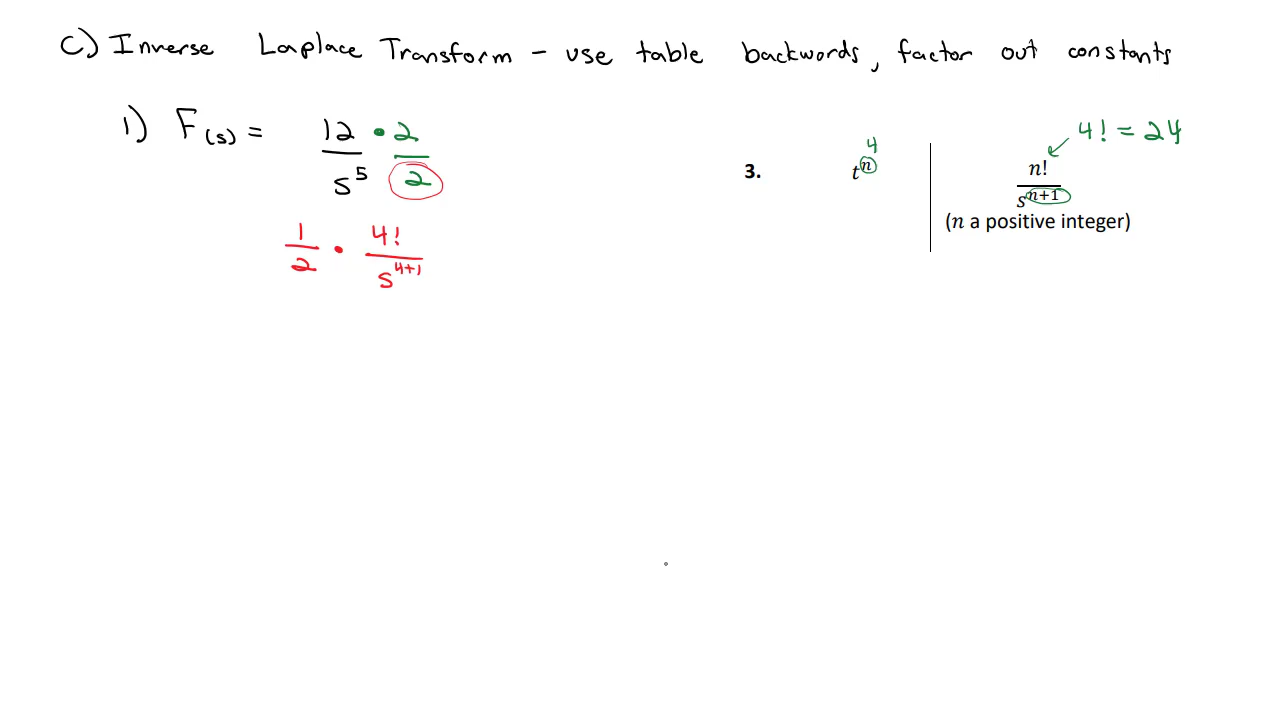 C) Inverse Laplace Transform - use table backwords, factor out constants
1) F(s) = 12/s^5 • 2/2
1/2 • 4!/s^(4+1)
3. t^n 4 n!/s^(n+1) 4! = 24
(n a positive integer)